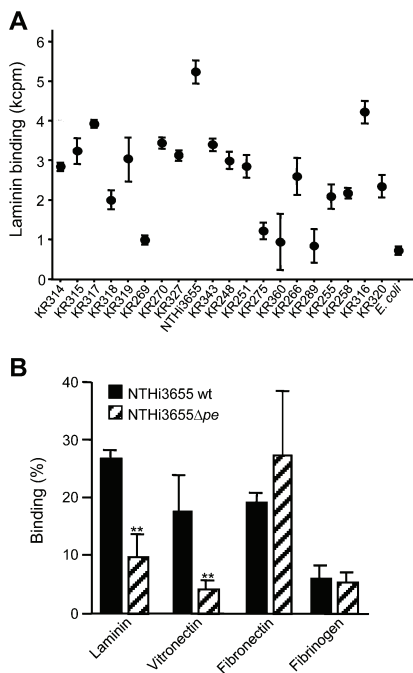 A
Laminin binding (kcpm)
6
5
4
3
2
1
0
KR314
KR315
KR317
KR318
KR319
KR269
KR270
KR327
NTHi3655
KR343
KR248
KR251
KR275
KR360
KR266
KR289
KR255
KR258
KR316
KR320
E. coli
B
NTHi3655 wt
NTHi3655Δpe
Binding (%)
40
30
20
10
0
**
**
Laminin
Vitronectin
Fibronectin
Fibrinogen